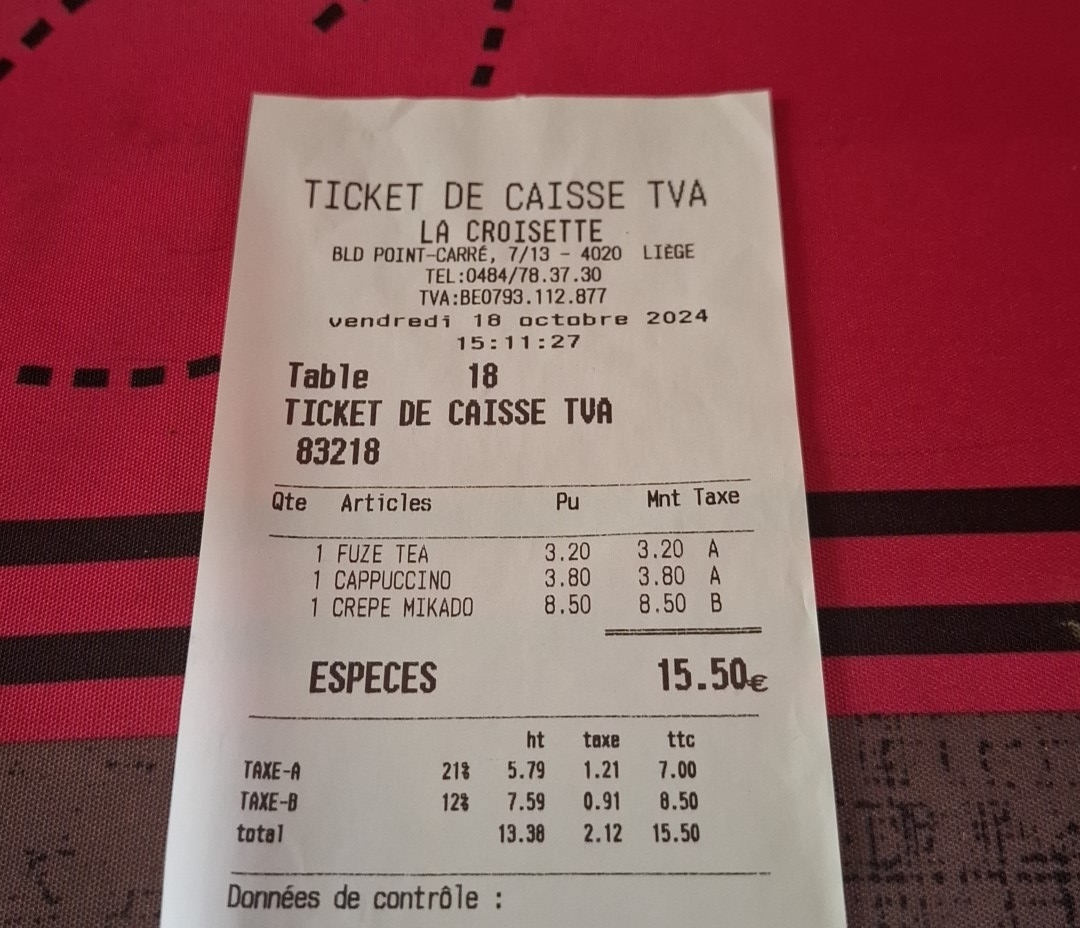 TICKET DE CAISSE TVA
LA CROISETTE
BLD POINT-CARRÉ, 7/13 - 4020 LIÈGE
TEL:0484/78.37.30
TVA:BE0793.112.877
vendredi 18 octobre 2024
15:11:27
Table 18
TICKET DE CAISSE TVA
83218
Qte Articles Pu Mnt Taxe
1 FUZE TEA 3.20 3.20 A
1 CAPPUCCINO 3.80 3.80 A
1 CREPE MIKADO 8.50 8.50 B
ESPECES 15.50€
ht taxe ttc
TAXE-A 21% 5.79 1.21 7.00
TAXE-B 12% 7.59 0.91 8.50
total 13.38 2.12 15.50
Données de contrôle :